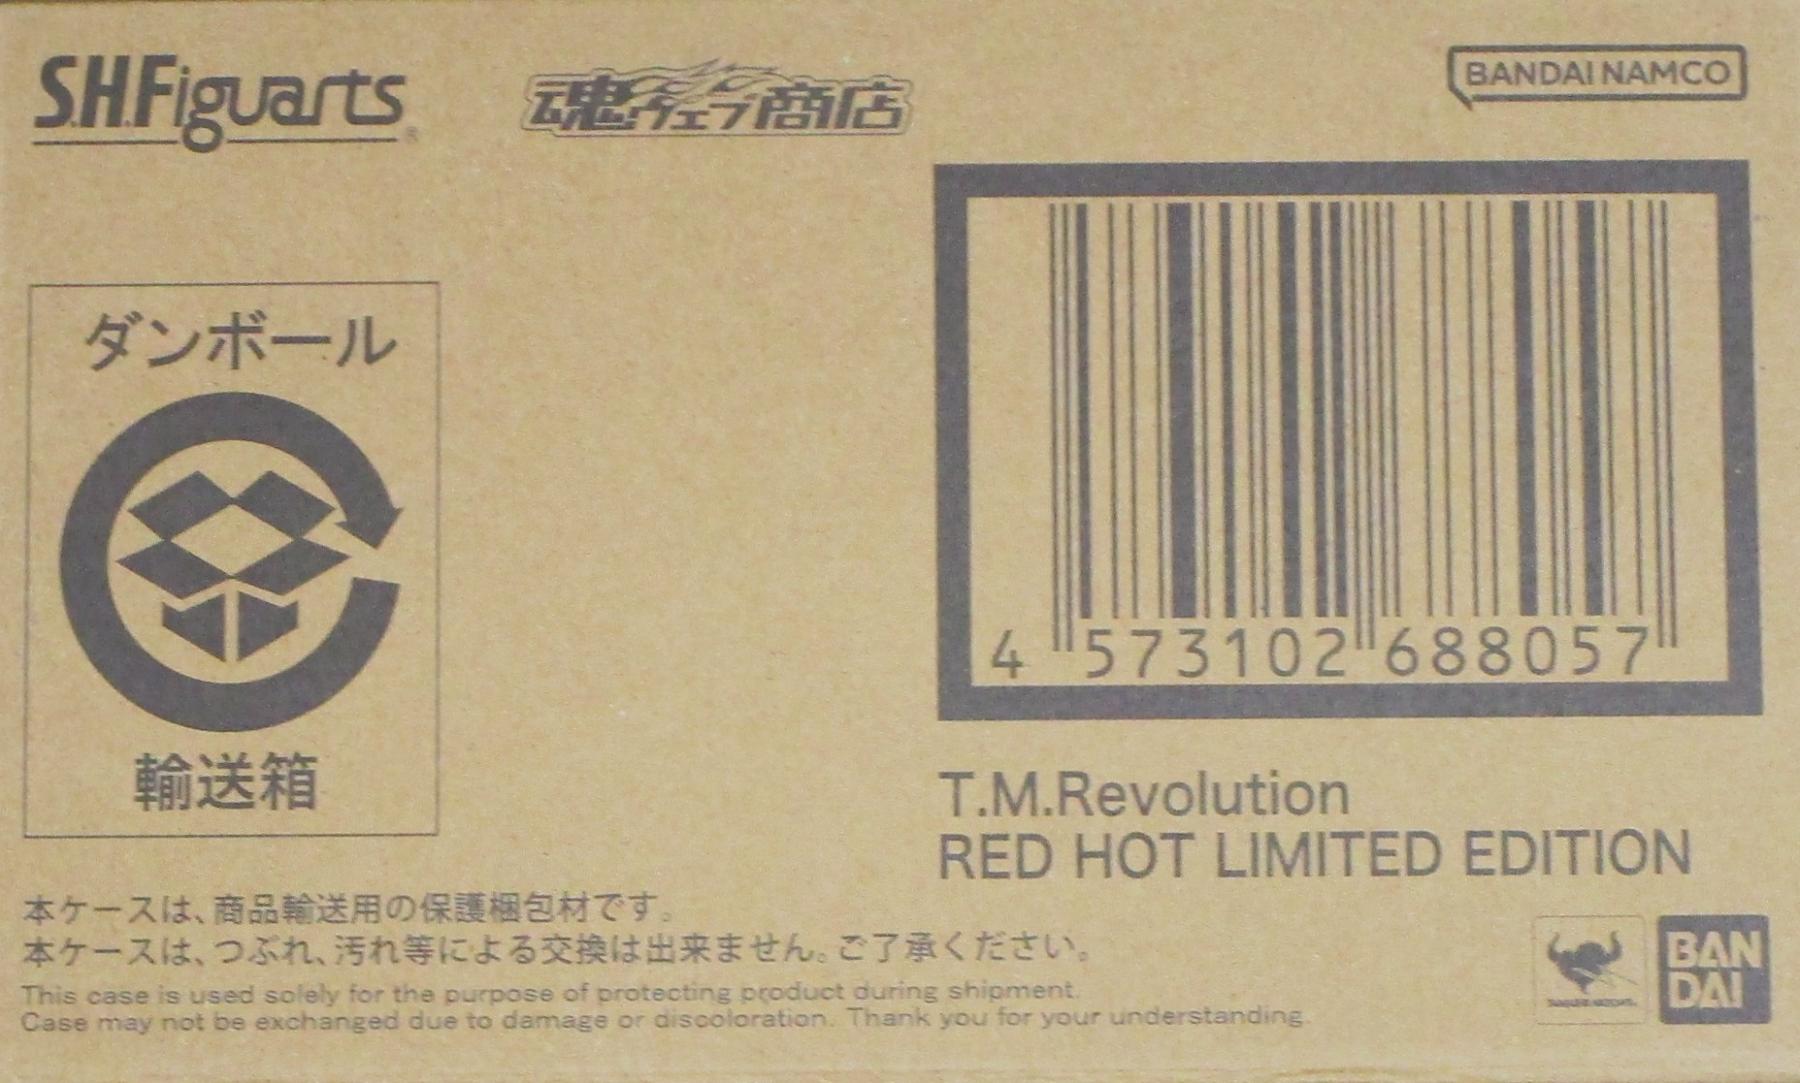 S.H.Figuarts®
魂ウェブ商店
BANDAI NAMCO
ダンボール
輸送箱
4 573102 688057
T.M.Revolution
RED HOT LIMITED EDITION
本ケースは、商品輸送用の保護梱包材です。
本ケースは、つぶれ、汚れ等による交換は出来ません。ご了承ください。
This case is used solely for the purpose of protecting product during shipment.
Case may not be exchanged due to damage or discoloration. Thank you for your understanding.
TAMASHII NATIONS
BAN
DAI